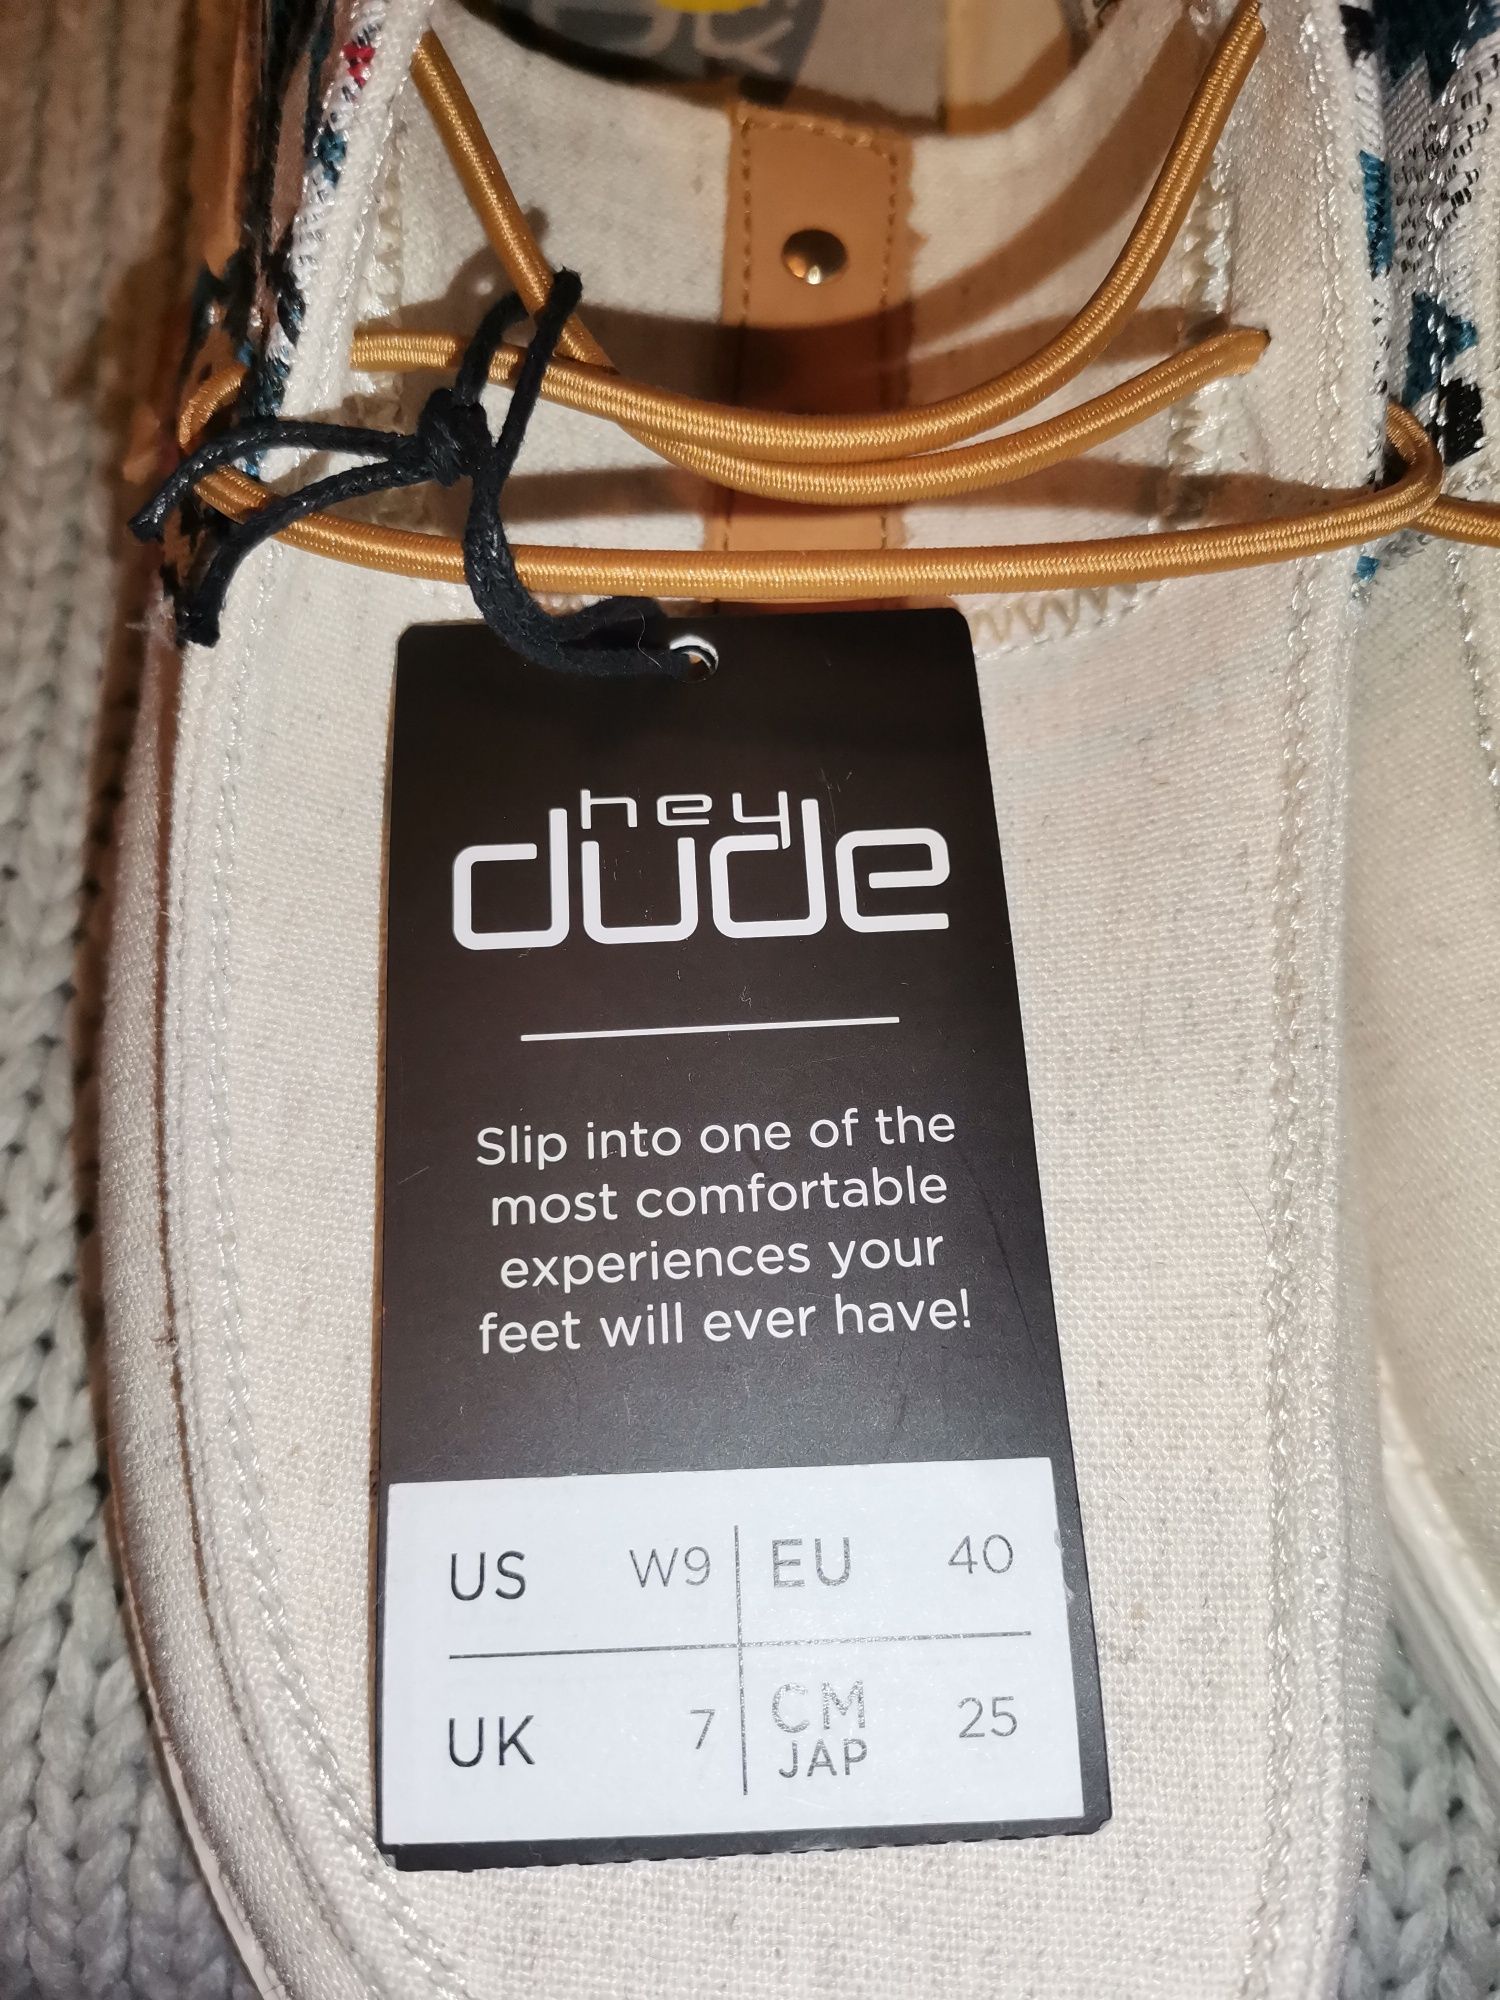 hey
dude
Slip into one of the
most comfortable
experiences your
feet will ever have!
US W9 EU 40
UK 7 CM JAP 25